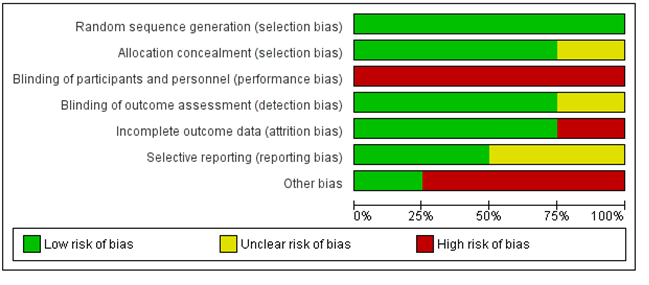 Random sequence generation (selection bias)
Allocation concealment (selection bias)
Blinding of participants and personnel (performance bias)
Blinding of outcome assessment (detection bias)
Incomplete outcome data (attrition bias)
Selective reporting (reporting bias)
Other bias
0% 25% 50% 75% 100%
Low risk of bias Unclear risk of bias High risk of bias